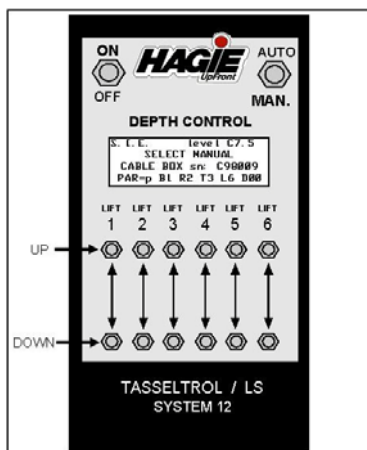 ON
OFF
HAGIE
UpFront
AUTO
MAN.
DEPTH CONTROL
S. I. E. level C7.5
SELECT MANUAL
CABLE BOX sn: C98009
PAR=p B1 R2 T3 L6 D00
LIFT LIFT LIFT LIFT LIFT LIFT
1 2 3 4 5 6
UP
DOWN
TASSELTROL / LS
SYSTEM 12